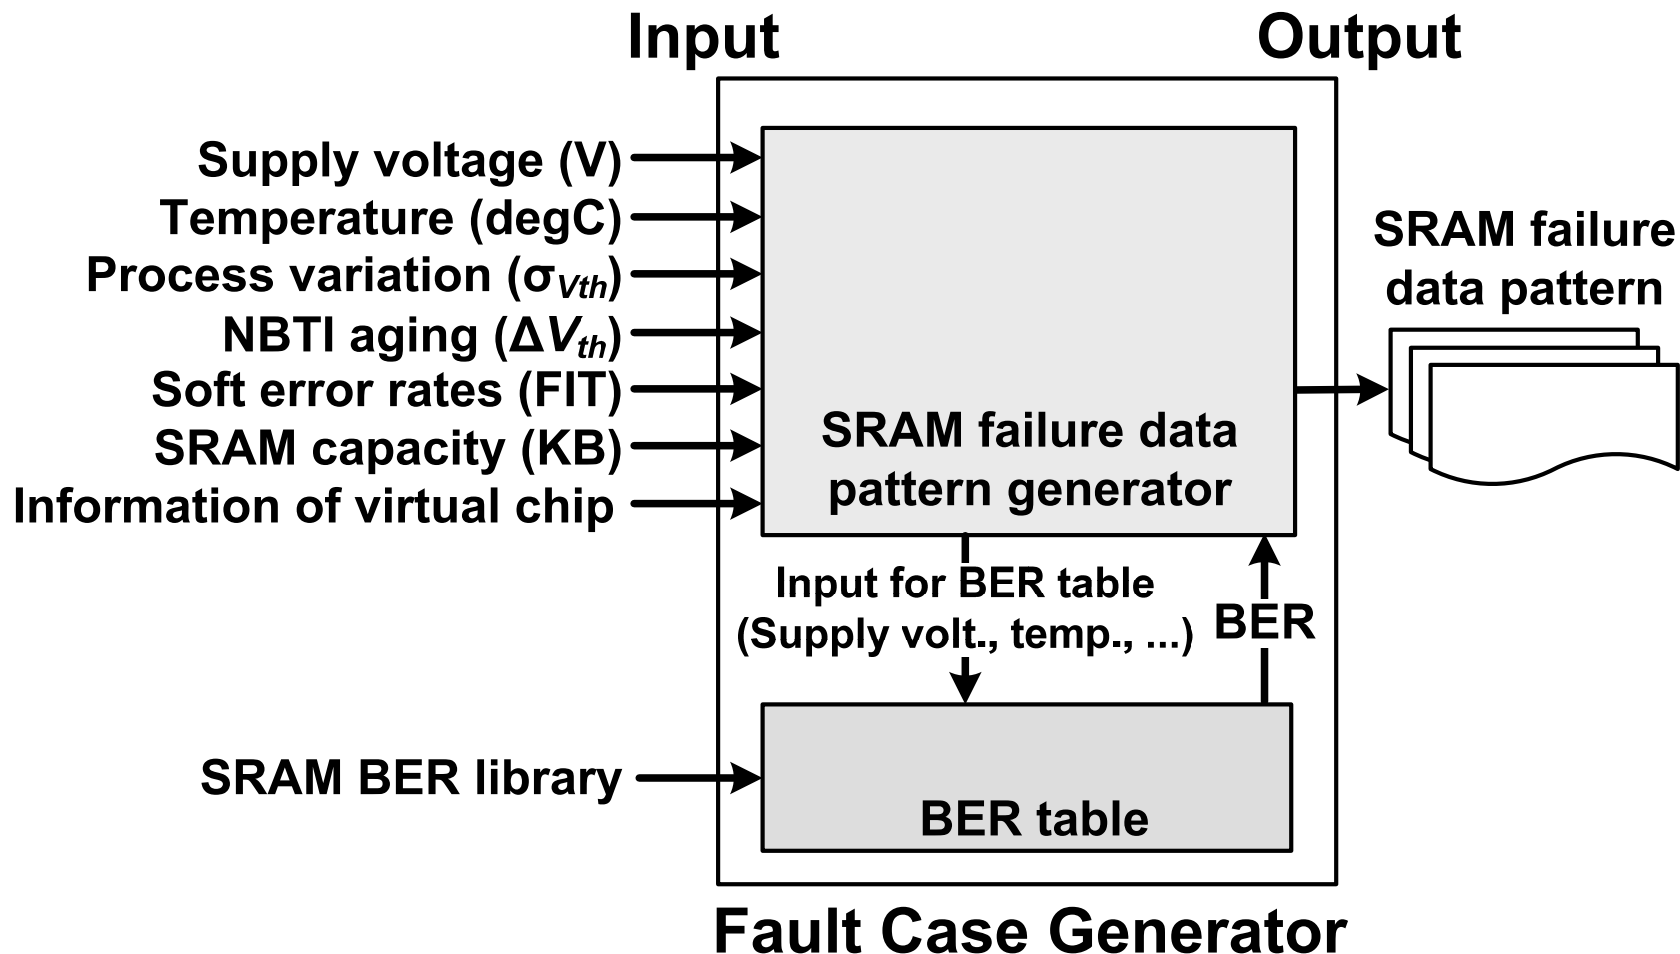 Input
Output
Supply voltage (V)
Temperature (degC)
Process variation (σVth)
NBTI aging (ΔVth)
Soft error rates (FIT)
SRAM capacity (KB)
Information of virtual chip
SRAM failure data
pattern generator
SRAM failure
data pattern
Input for BER table
(Supply volt., temp., ...)
BER
SRAM BER library
BER table
Fault Case Generator